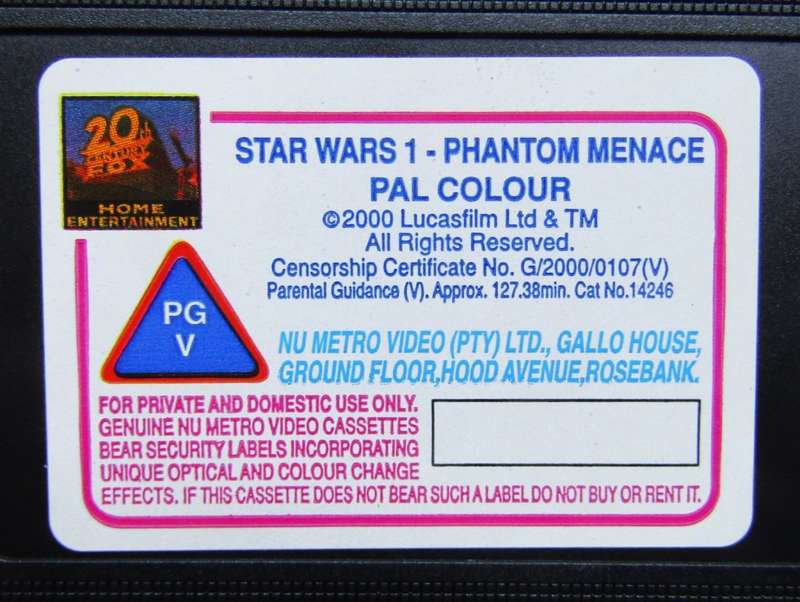 20th
CENTURY
FOX
HOME
ENTERTAINMENT
STAR WARS 1 - PHANTOM MENACE
PAL COLOUR
©2000 Lucasfilm Ltd & TM
All Rights Reserved.
Censorship Certificate No. G/2000/0107(V)
Parental Guidance (V). Approx. 127.38min. Cat No.14246
PG
V
NU METRO VIDEO (PTY) LTD., GALLO HOUSE,
GROUND FLOOR,HOOD AVENUE,ROSEBANK.
FOR PRIVATE AND DOMESTIC USE ONLY.
GENUINE NU METRO VIDEO CASSETTES
BEAR SECURITY LABELS INCORPORATING
UNIQUE OPTICAL AND COLOUR CHANGE
EFFECTS. IF THIS CASSETTE DOES NOT BEAR SUCH A LABEL DO NOT BUY OR RENT IT.